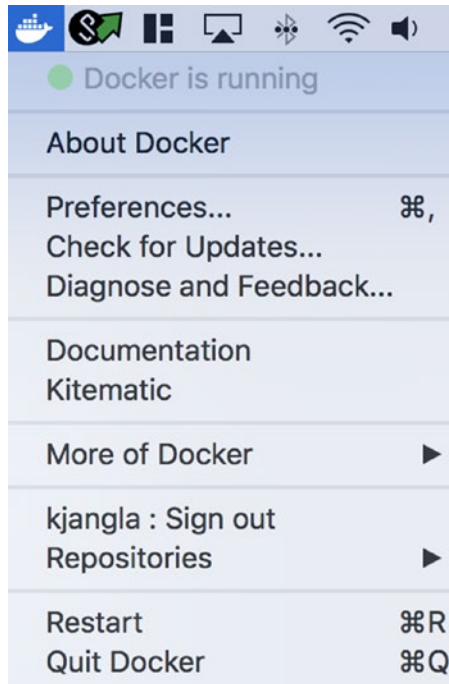 Docker is running
About Docker
Preferences... ⌘,
Check for Updates...
Diagnose and Feedback...
Documentation
Kitematic
More of Docker ▶
kjangla : Sign out
Repositories ▶
Restart ⌘R
Quit Docker ⌘Q